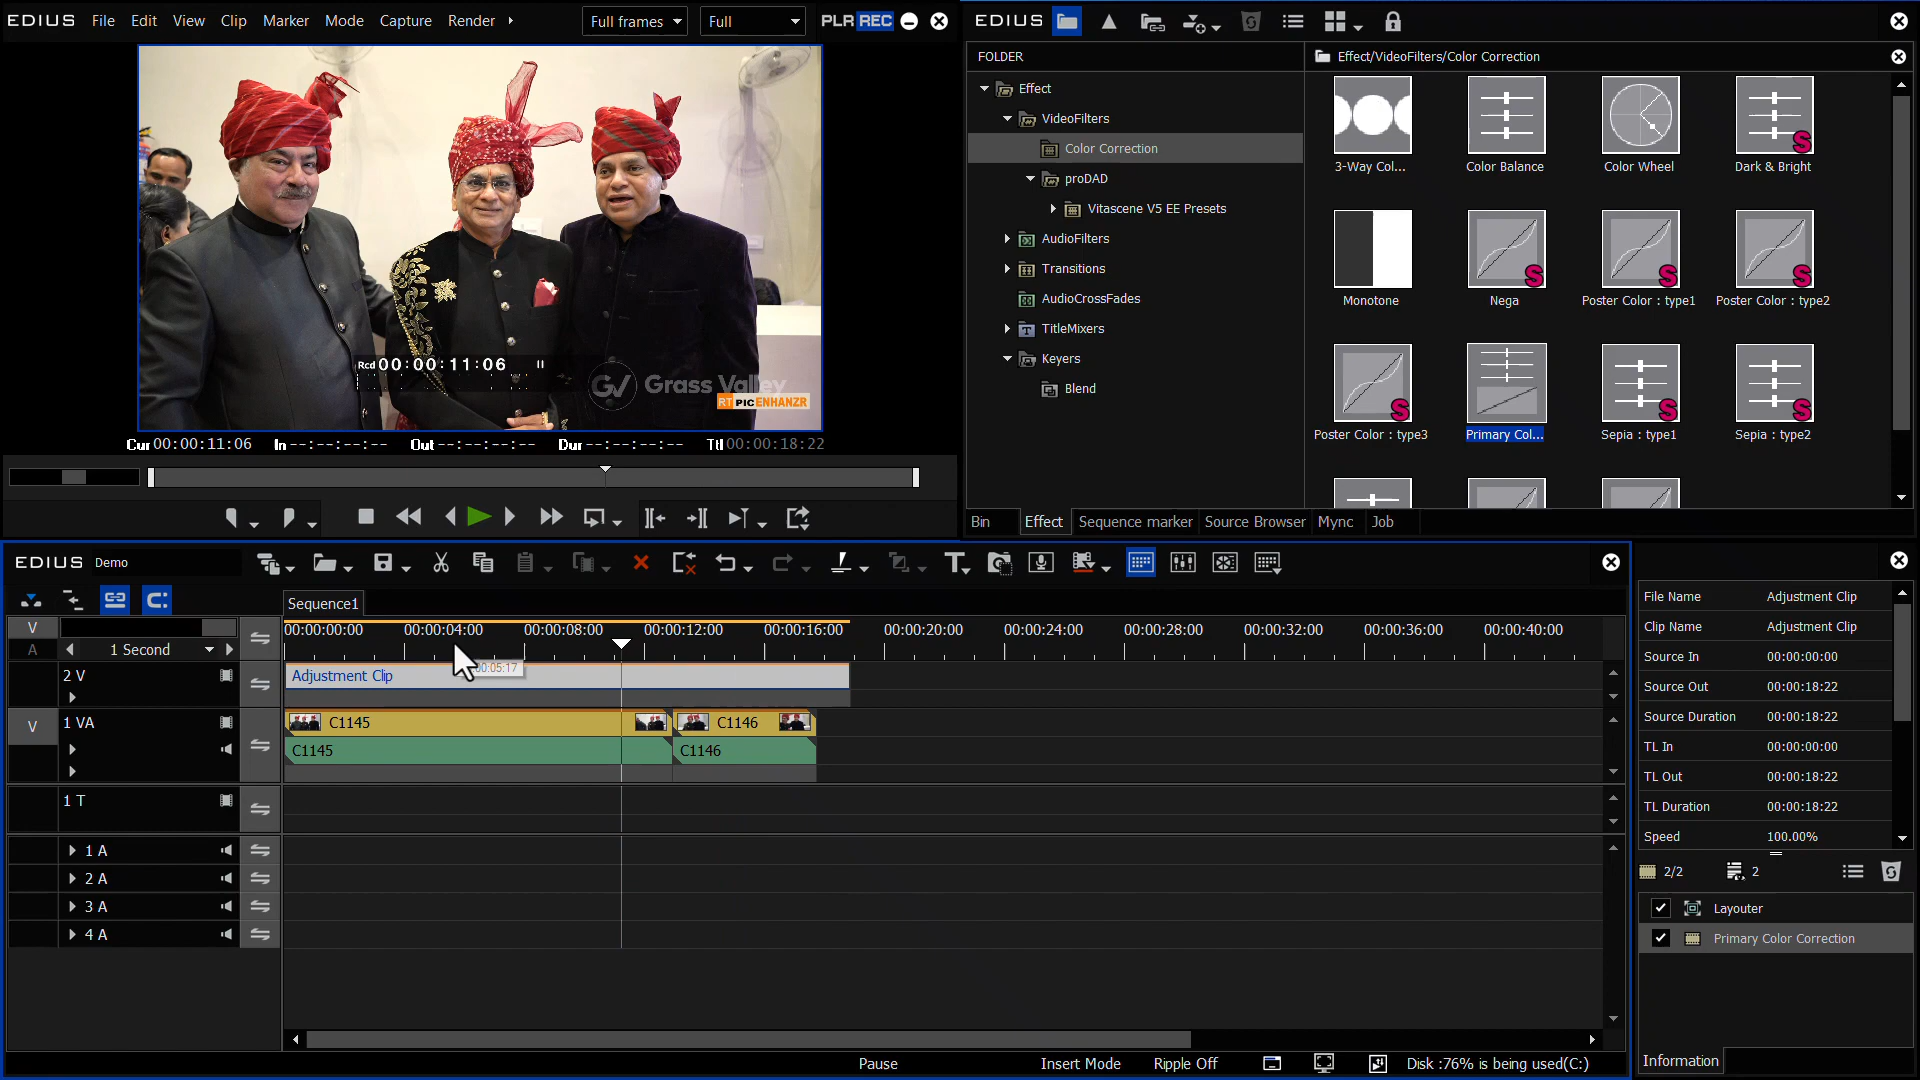 EDIUS File Edit View Clip Marker Mode Capture Render Full frames Full PLR REC
Rcd 00:00:11:06
GV Grass Valley
RT PIC ENHANZR
Cur 00:00:11:06 In --:--:--:-- Out --:--:--:-- Dur --:--:--:-- Ttl 00:00:18:22
EDIUS
FOLDER
Effect
VideoFilters
Color Correction
proDAD
Vitascene V5 EE Presets
AudioFilters
Transitions
AudioCrossFades
TitleMixers
Keyers
Blend
Effect/VideoFilters/Color Correction
3-Way Col... Color Balance Color Wheel Dark & Bright
S
Monotone Nega Poster Color : type1 Poster Color : type2
S S S
Poster Color : type3 Primary Col... Sepia : type1 Sepia : type2
S S S
Bin Effect Sequence marker Source Browser Mync Job
EDIUS Demo
Sequence1
V
A
1 Second
00:00:00:00 00:00:04:00 00:00:08:00 00:00:12:00 00:00:16:00 00:00:20:00 00:00:24:00 00:00:28:00 00:00:32:00 00:00:36:00 00:00:40:00
00:05:17
2 V Adjustment Clip
V 1 VA C1145 C1146
C1145 C1146
1 T
1 A
2 A
3 A
4 A
File Name Adjustment Clip
Clip Name Adjustment Clip
Source In 00:00:00:00
Source Out 00:00:18:22
Source Duration 00:00:18:22
TL In 00:00:00:00
TL Out 00:00:18:22
TL Duration 00:00:18:22
Speed 100.00%
2/2 2
Layouter
Primary Color Correction
Information
Pause Insert Mode Ripple Off Disk :76% is being used(C:)